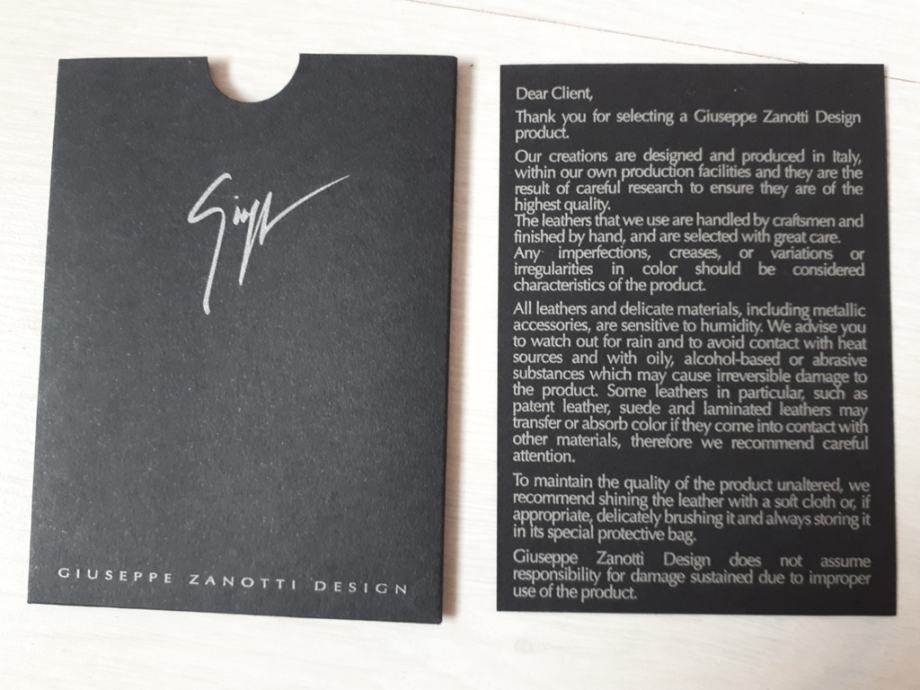 Giuseppe
GIUSEPPE ZANOTTI DESIGN
Dear Client,
Thank you for selecting a Giuseppe Zanotti Design
product.
Our creations are designed and produced in Italy,
within our own production facilities and they are the
result of careful research to ensure they are of the
highest quality.
The leathers that we use are handled by craftsmen and
finished by hand, and are selected with great care.
Any imperfections, creases, or variations or
irregularities in color should be considered
characteristics of the product.
All leathers and delicate materials, including metallic
accessories, are sensitive to humidity. We advise you
to watch out for rain and to avoid contact with heat
sources and with oily, alcohol-based or abrasive
substances which may cause irreversible damage to
the product. Some leathers in particular, such as
patent leather, suede and laminated leathers may
transfer or absorb color if they come into contact with
other materials, therefore we recommend careful
attention.
To maintain the quality of the product unaltered, we
recommend shining the leather with a soft cloth or, if
appropriate, delicately brushing it and always storing it
in its special protective bag.
Giuseppe Zanotti Design does not assume
responsibility for damage sustained due to improper
use of the product.